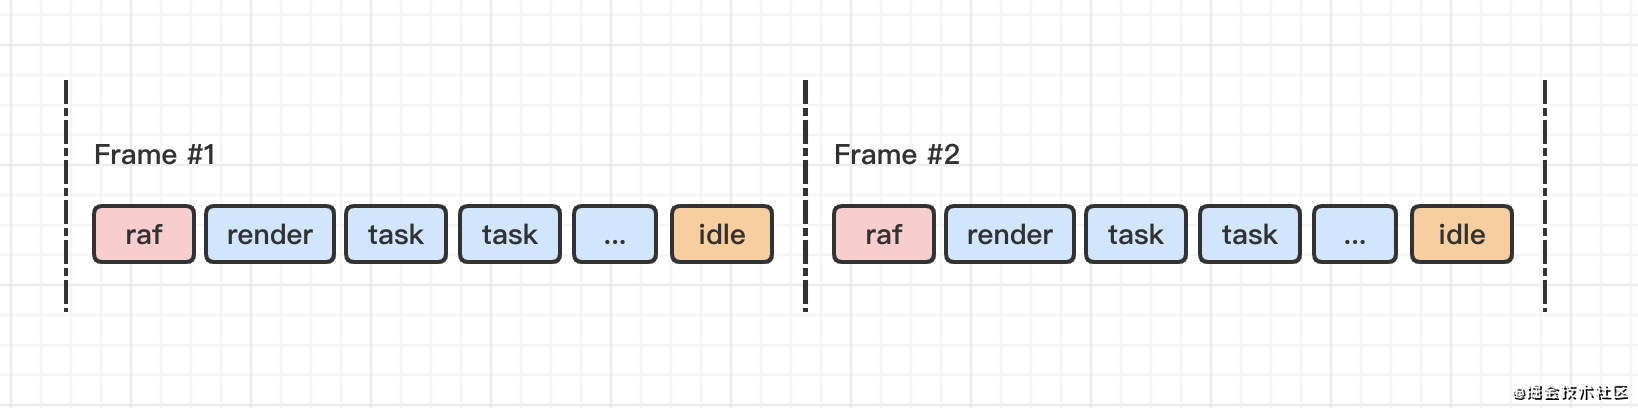 Frame #1
Frame #2
raf render task task ... idle raf render task task ... idle
@掘金技术社区